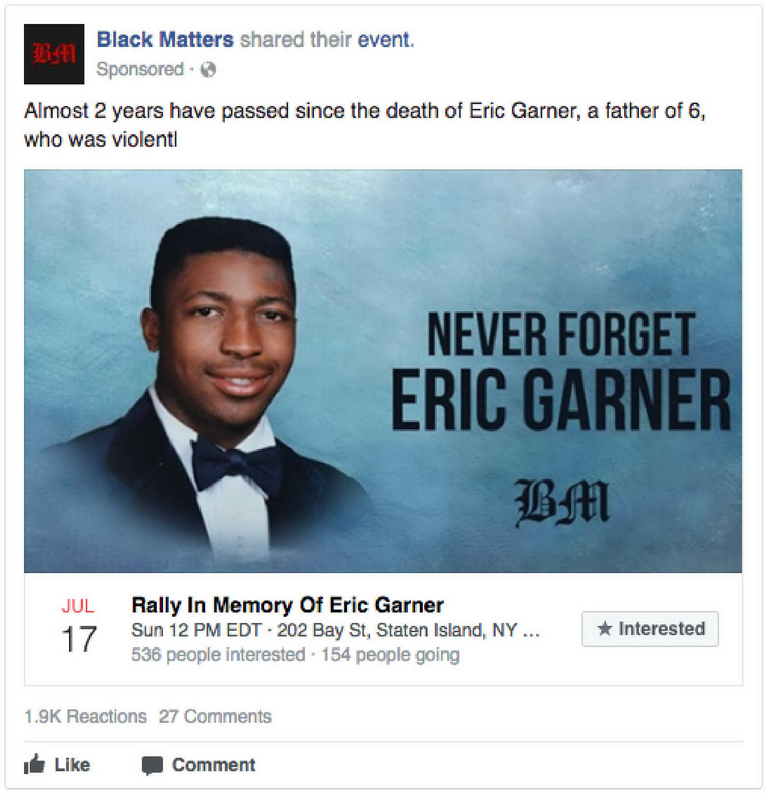 BM
Black Matters shared their event.
Sponsored ·
Almost 2 years have passed since the death of Eric Garner, a father of 6,
who was violentl
NEVER FORGET
ERIC GARNER
BM
JUL
17
Rally In Memory Of Eric Garner
Sun 12 PM EDT · 202 Bay St, Staten Island, NY ...
536 people interested · 154 people going
★ Interested
1.9K Reactions 27 Comments
Like Comment